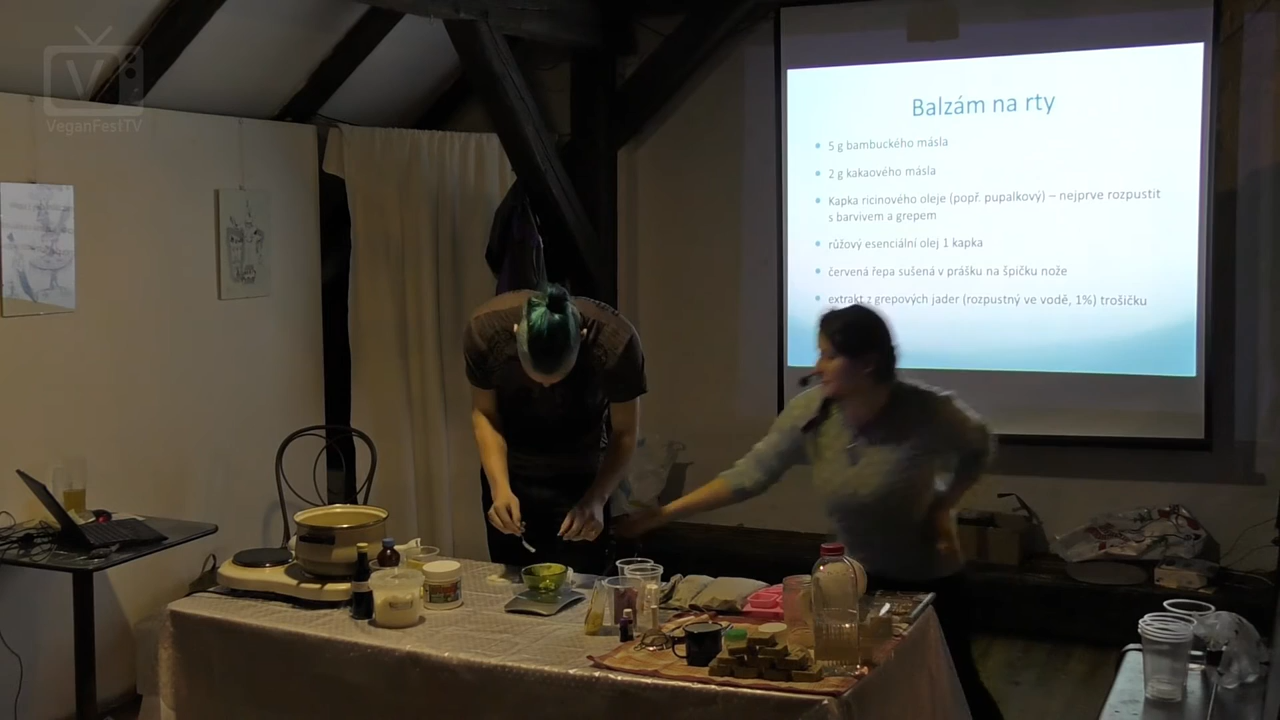 V
VeganFestTV
Balzám na rty
5 g bambuckého másla
2 g kakaového másla
Kapka ricinového oleje (popř. pupalkový) – nejprve rozpustit
s barvivem a grepem
růžový esenciální olej 1 kapka
červená řepa sušená v prášku na špičku nože
extrakt z grepových jader (rozpustný ve vodě, 1%) trošičku